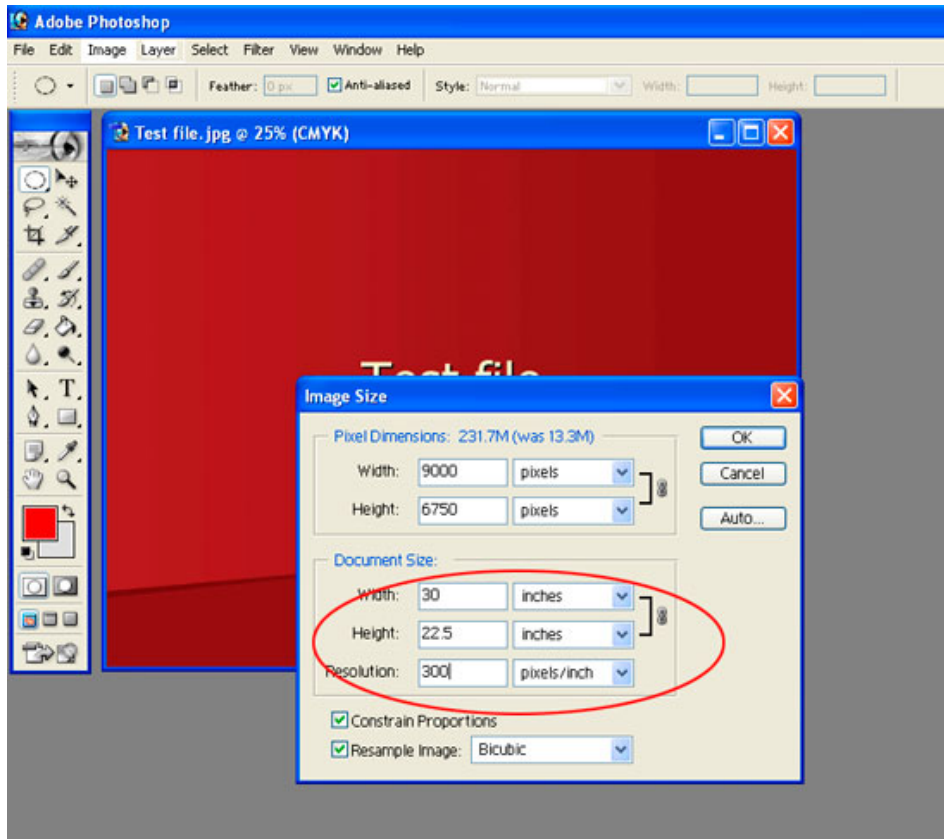 Adobe Photoshop
File Edit Image Layer Select Filter View Window Help
Feather: 0 px Anti-aliased Style: Normal Width: Height:
Test file.jpg @ 25% (CMYK)
Test file
Image Size
Pixel Dimensions: 231.7M (was 13.3M)
OK
Width: 9000 pixels
Cancel
Height: 6750 pixels
Auto...
Document Size:
Width: 30 inches
Height: 22.5 inches
Resolution: 300 pixels/inch
Constrain Proportions
Resample Image: Bicubic
T